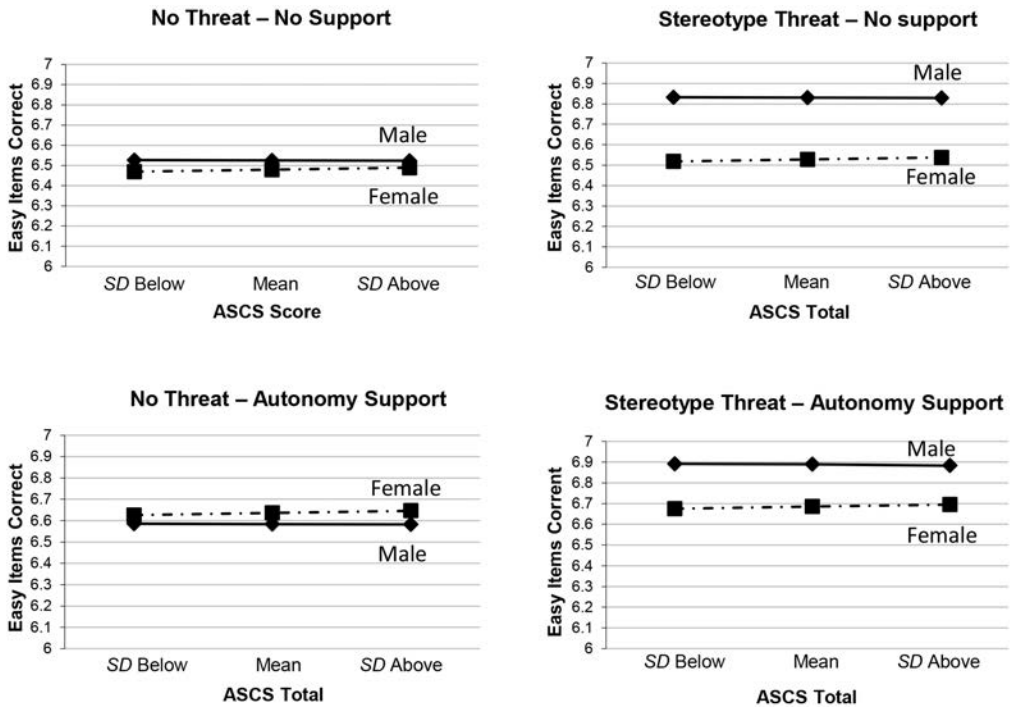 No Threat – No Support
Easy Items Correct
7
6.9
6.8
6.7
6.6
6.5
6.4
6.3
6.2
6.1
6
Male
Female
SD Below Mean SD Above
ASCS Score
Stereotype Threat – No support
Easy Items Correct
7
6.9
6.8
6.7
6.6
6.5
6.4
6.3
6.2
6.1
6
Male
Female
SD Below Mean SD Above
ASCS Total
No Threat – Autonomy Support
Easy Items Correct
7
6.9
6.8
6.7
6.6
6.5
6.4
6.3
6.2
6.1
6
Female
Male
SD Below Mean SD Above
ASCS Total
Stereotype Threat – Autonomy Support
Easy Items Corrent
7
6.9
6.8
6.7
6.6
6.5
6.4
6.3
6.2
6.1
6
Male
Female
SD Below Mean SD Above
ASCS Total